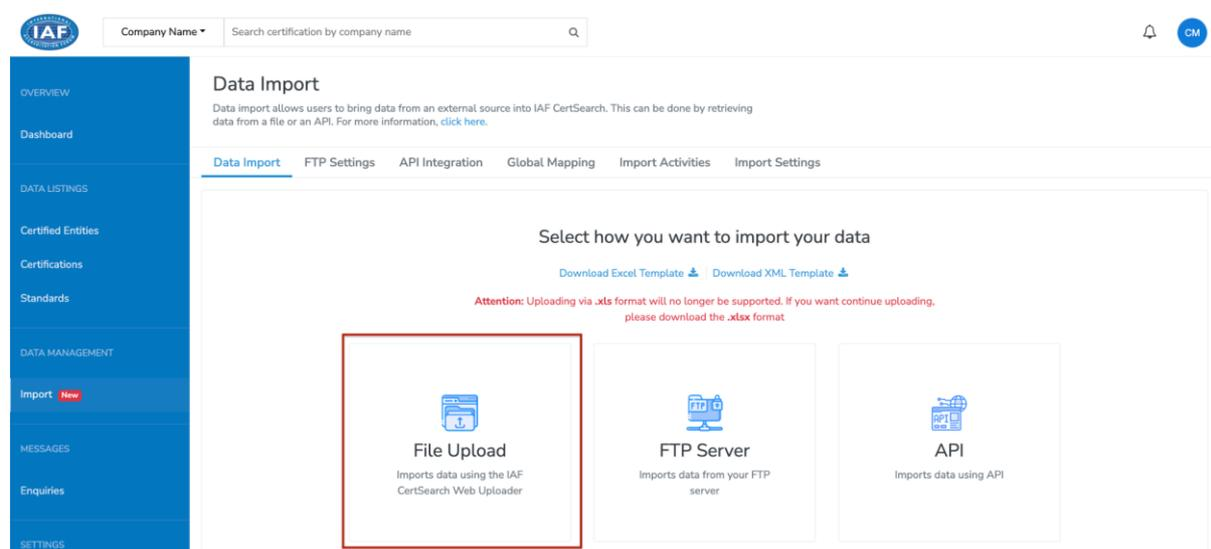 IAF
Company Name
Search certification by company name
CM
OVERVIEW
Dashboard
DATA LISTINGS
Certified Entities
Certifications
Standards
DATA MANAGEMENT
Import New
MESSAGES
Enquiries
SETTINGS
Data Import
Data import allows users to bring data from an external source into IAF CertSearch. This can be done by retrieving
data from a file or an API. For more information, click here.
Data Import FTP Settings API Integration Global Mapping Import Activities Import Settings
Select how you want to import your data
Download Excel Template Download XML Template
Attention: Uploading via .xls format will no longer be supported. If you want continue uploading,
please download the .xlsx format
File Upload
Imports data using the IAF
CertSearch Web Uploader
FTP
FTP Server
Imports data from your FTP
server
API
API
Imports data using API